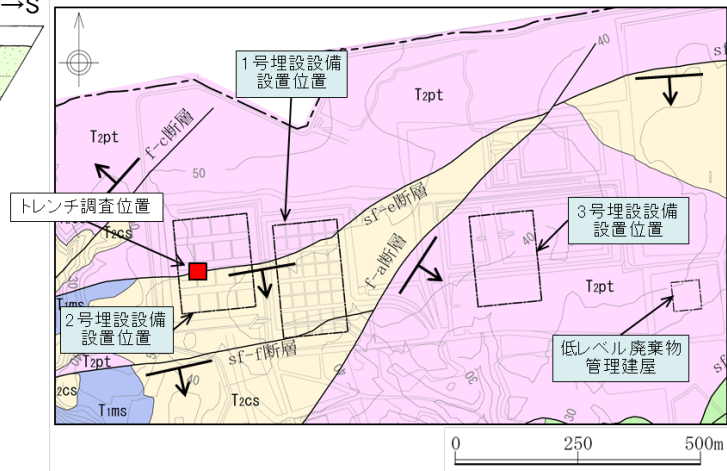 →S
1号埋設設備
設置位置
40
T2pt
T2pt
f-c断層
50
トレンチ調査位置
sf-e断層
3号埋設設備
設置位置
T2cs
40
f-a断層
30
T2pt
T1ms
2号埋設設備
設置位置
sf-f断層
低レベル廃棄物
管理建屋
T2pt
40
2cs
T2cs
T1ms
30
30
0 250 500m